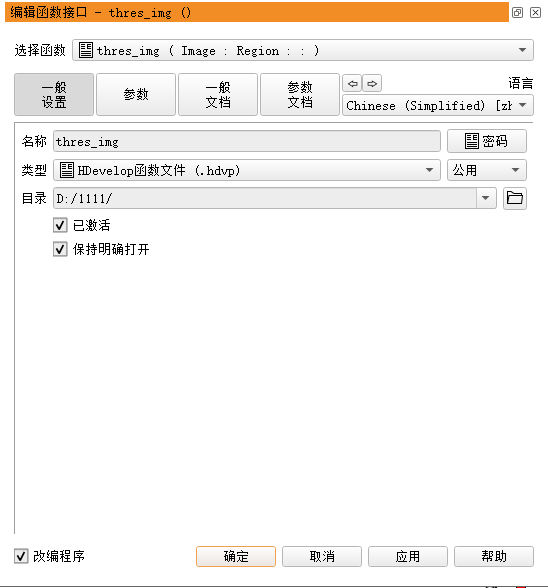 编辑函数接口 - thres_img ()
选择函数 thres_img ( Image : Region : : )
一般
设置
参数
一般
文档
参数
文档
语言
Chinese (Simplified) [zh
名称 thres_img 密码
类型 HDevelop函数文件 (.hdvp) 公用
目录 D:/1111/
已激活
保持明确打开
改编程序 确定 取消 应用 帮助